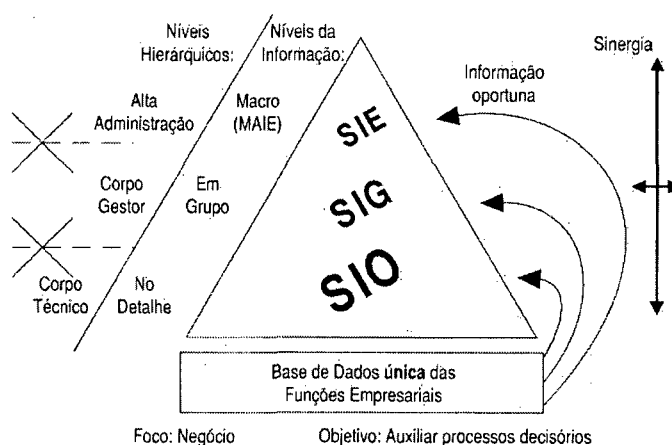 Níveis
Hierárquicos:
Níveis da
Informação:
Sinergia
Informação
oportuna
Alta
Administração
Macro
(MAIE)
SIE
Corpo
Gestor
Em
Grupo
SIG
Corpo
Técnico
No
Detalhe
SIO
Base de Dados única das
Funções Empresariais
Foco: Negócio
Objetivo: Auxiliar processos decisórios